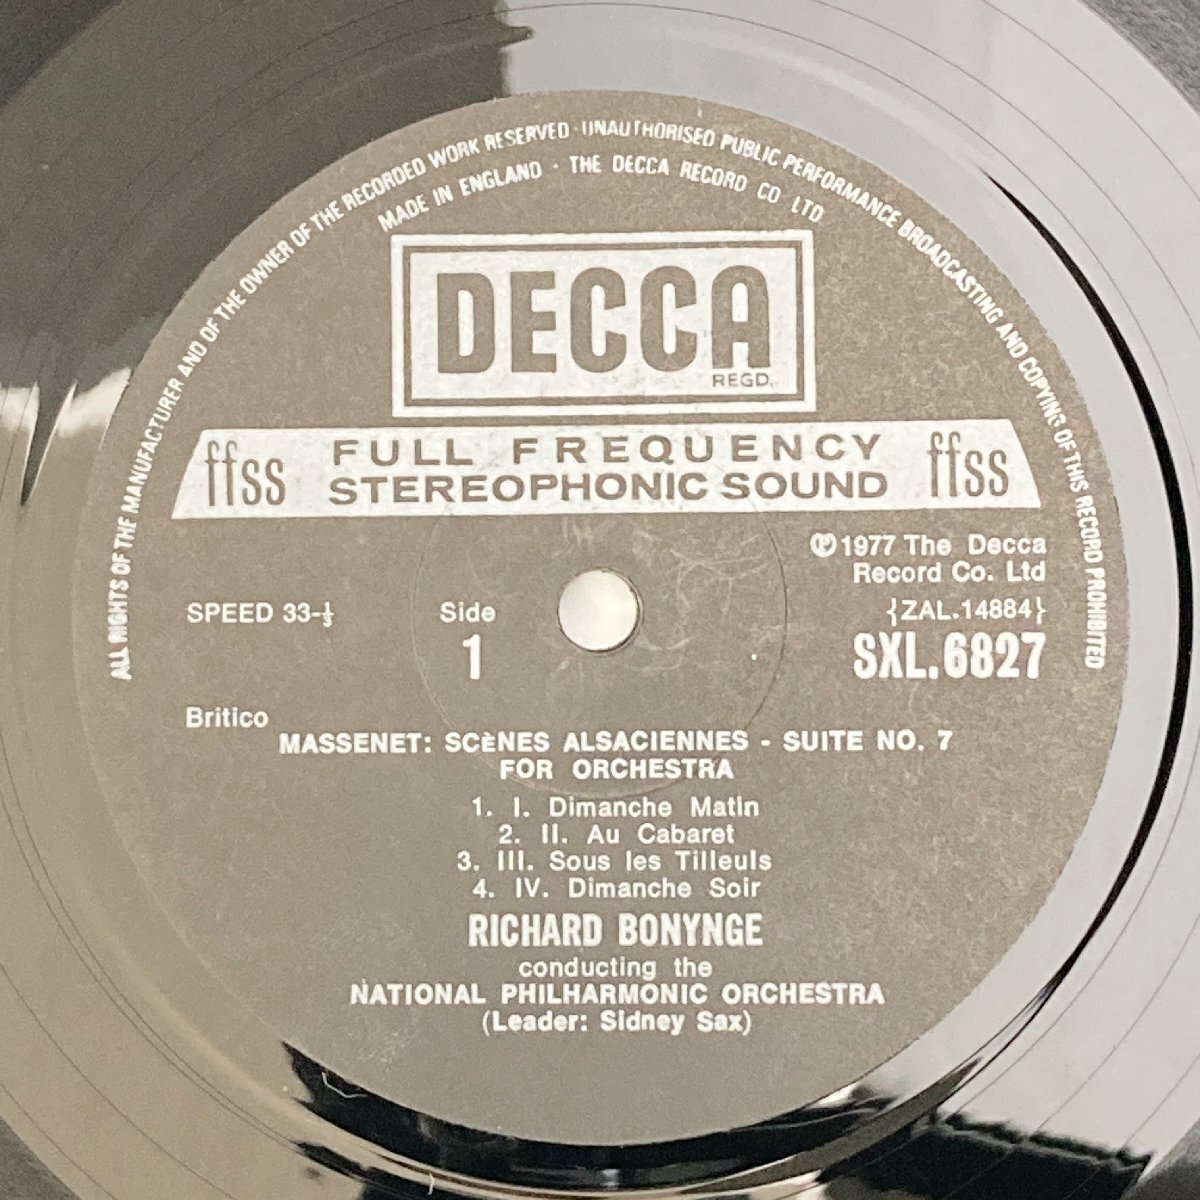 ALL RIGHTS OF THE MANUFACTURER AND OF THE OWNER OF THE RECORDED WORK RESERVED · UNAUTHORISED PUBLIC PERFORMANCE BROADCASTING AND COPYING OF THIS RECORD PROHIBITED
MADE IN ENGLAND · THE DECCA RECORD CO LTD
DECCA
REGD.
ffss FULL FREQUENCY ffss
STEREOPHONIC SOUND
℗1977 The Decca
Record Co. Ltd
SPEED 33-⅓ Side {ZAL.14884}
1 SXL.6827
Britico
MASSENET: SCÈNES ALSACIENNES - SUITE NO. 7
FOR ORCHESTRA
1. I. Dimanche Matin
2. II. Au Cabaret
3. III. Sous les Tilleuls
4. IV. Dimanche Soir
RICHARD BONYNGE
conducting the
NATIONAL PHILHARMONIC ORCHESTRA
(Leader: Sidney Sax)